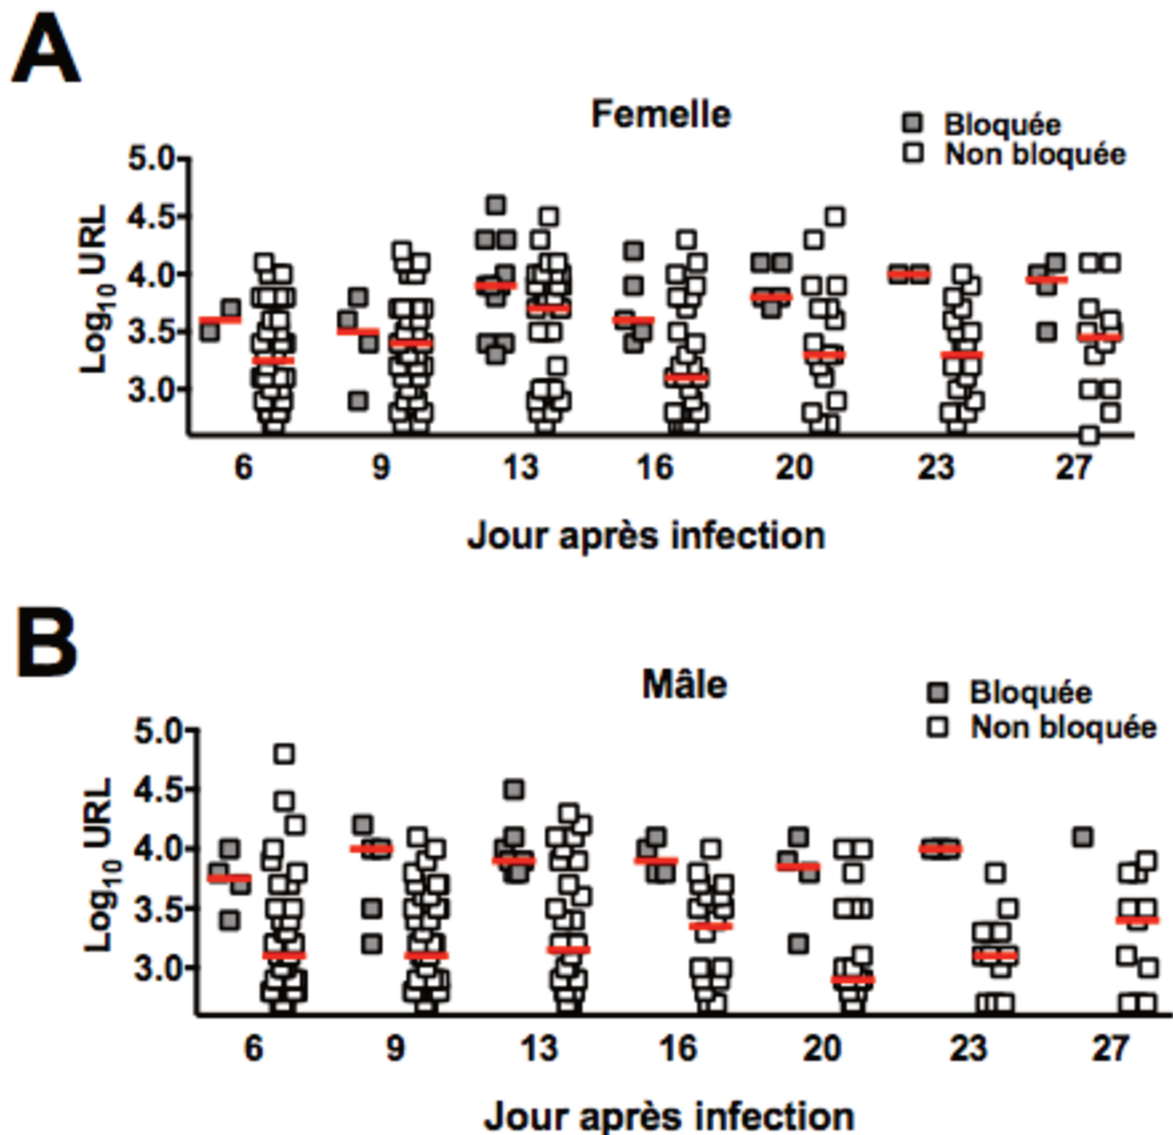 A
Femelle
Bloquée
Non bloquée
5.0
4.5
4.0
3.5
3.0
Log10 URL
6 9 13 16 20 23 27
Jour après infection
B
Mâle
Bloquée
Non bloquée
5.0
4.5
4.0
3.5
3.0
Log10 URL
6 9 13 16 20 23 27
Jour après infection